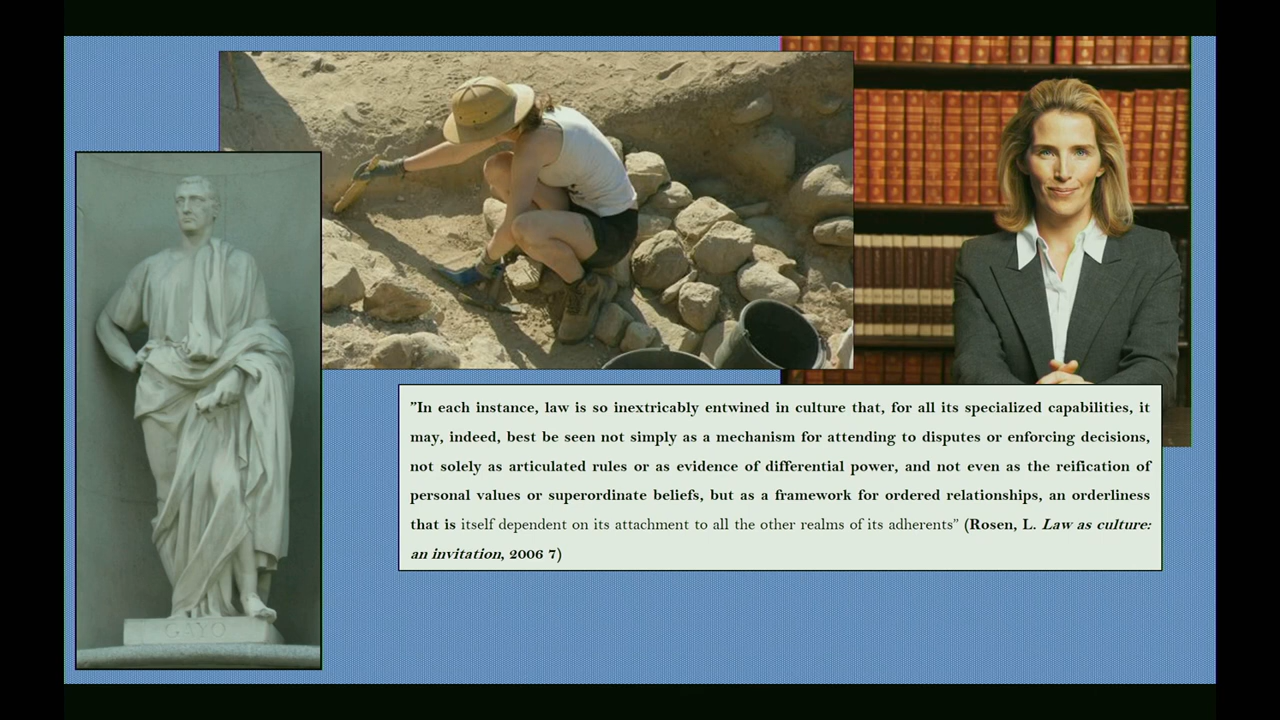 GAYO
”In each instance, law is so inextricably entwined in culture that, for all its specialized capabilities, it
may, indeed, best be seen not simply as a mechanism for attending to disputes or enforcing decisions,
not solely as articulated rules or as evidence of differential power, and not even as the reification of
personal values or superordinate beliefs, but as a framework for ordered relationships, an orderliness
that is itself dependent on its attachment to all the other realms of its adherents” (Rosen, L. Law as culture:
an invitation, 2006 7)